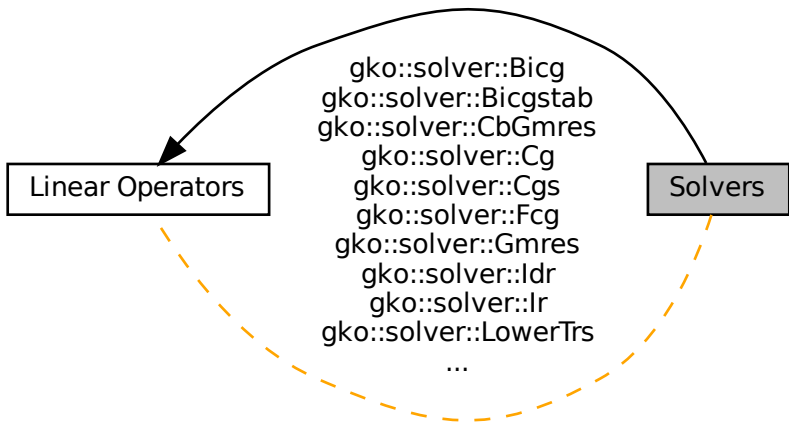 gko::solver::Bicg
gko::solver::Bicgstab
gko::solver::CbGmres
gko::solver::Cg
Linear Operators
gko::solver::Cgs
Solvers
gko::solver::Fcg
gko::solver::Gmres
gko::solver::Idr
gko::solver::Ir
gko::solver::LowerTrs
...